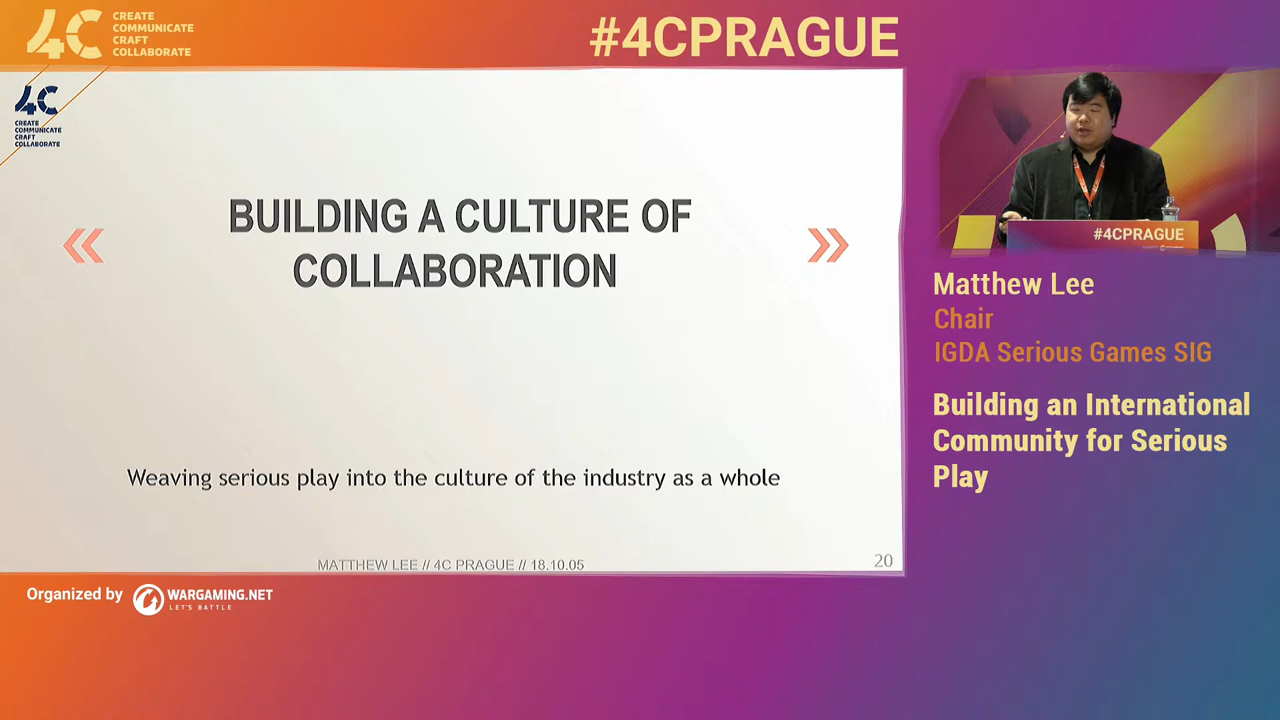 4C
CREATE
COMMUNICATE
CRAFT
COLLABORATE
#4CPRAGUE
4C
CREATE
COMMUNICATE
CRAFT
COLLABORATE
BUILDING A CULTURE OF
COLLABORATION
Weaving serious play into the culture of the industry as a whole
MATTHEW LEE // 4C PRAGUE // 18.10.05
20
#4CPRAGUE
Matthew Lee
Chair
IGDA Serious Games SIG
Building an International
Community for Serious
Play
Organized by
WARGAMING.NET
LET'S BATTLE